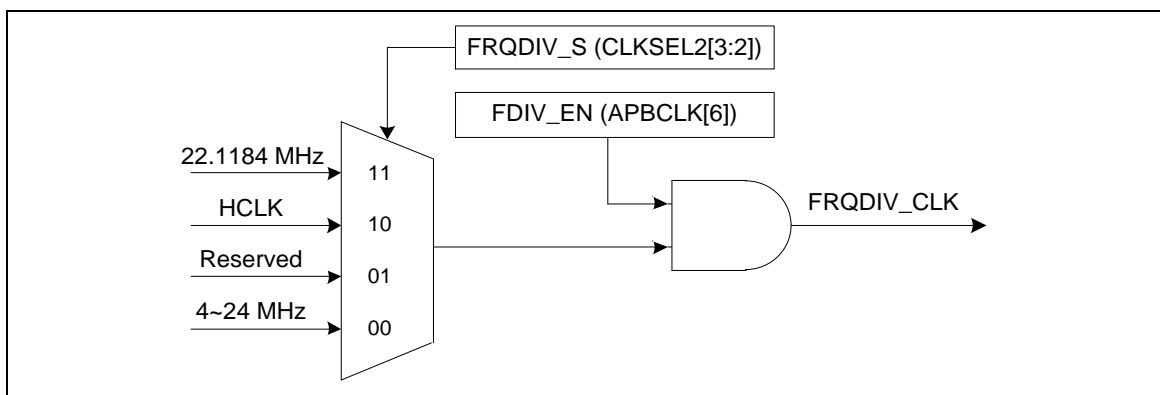 FRQDIV_S (CLKSEL2[3:2])
FDIV_EN (APBCLK[6])
22.1184 MHz
11
HCLK
10
Reserved
01
4~24 MHz
00
FRQDIV_CLK